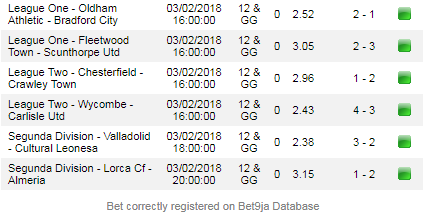 League One - Oldham 03/02/2018 12 & 0 2.52 2 - 1
Athletic - Bradford City 16:00:00 GG
League One - Fleetwood 03/02/2018 12 & 0 3.05 2 - 3
Town - Scunthorpe Utd 16:00:00 GG
League Two - Chesterfield - 03/02/2018 12 & 0 2.96 1 - 2
Crawley Town 16:00:00 GG
League Two - Wycombe - 03/02/2018 12 & 0 2.43 4 - 3
Carlisle Utd 16:00:00 GG
Segunda Division - Valladolid 03/02/2018 12 & 0 2.38 3 - 2
- Cultural Leonesa 18:00:00 GG
Segunda Division - Lorca Cf - 03/02/2018 12 & 0 3.15 1 - 2
Almeria 20:00:00 GG
Bet correctly registered on Bet9ja Database